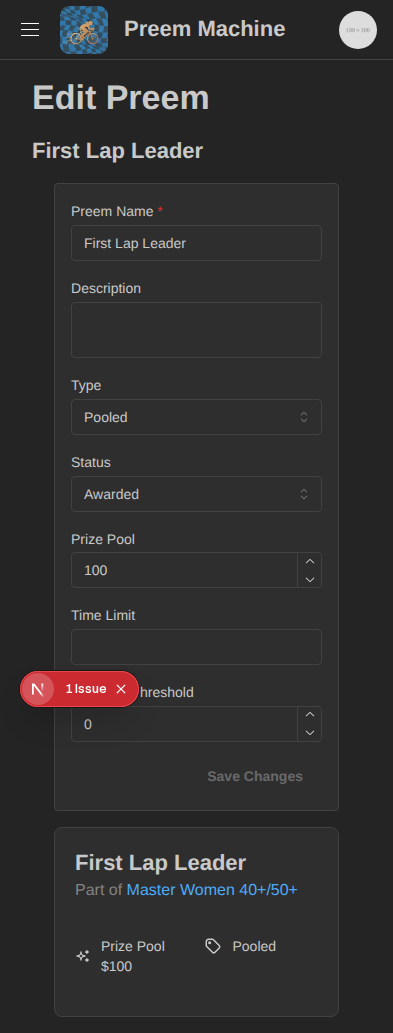 Preem Machine
100 × 100
Edit Preem
First Lap Leader
Preem Name *
First Lap Leader
Description
Type
Pooled
Status
Awarded
Prize Pool
100
Time Limit
1 Issue
hreshold
0
Save Changes
First Lap Leader
Part of Master Women 40+/50+
Prize Pool
$100
Pooled